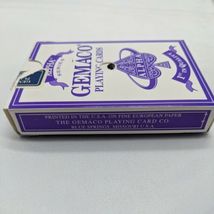 GEMACO
PLAYING CARDS
PRINTED IN THE U.S.A. ON FINE EUROPEAN PAPER
THE GEMACO PLAYING CARD CO.
BLUE SPRINGS, MISSOURI U.S.A.